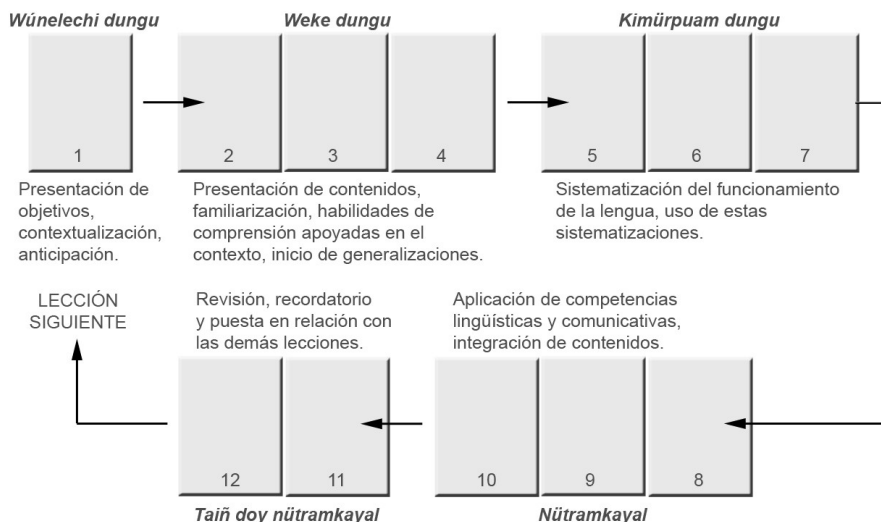 Wúnelechi dungu
Weke dungu
Kimürpuam dungu
1
2
3
4
5
6
7
Presentación de
objetivos,
contextualización,
anticipación.
Presentación de contenidos,
familiarización, habilidades de
comprensión apoyadas en el
contexto, inicio de generalizaciones.
Sistematización del funcionamiento
de la lengua, uso de estas
sistematizaciones.
LECCIÓN
SIGUIENTE
Revisión, recordatorio
y puesta en relación con
las demás lecciones.
Aplicación de competencias
lingüísticas y comunicativas,
integración de contenidos.
12
11
10
9
8
Taiñ doy nütramkayal
Nütramkayal